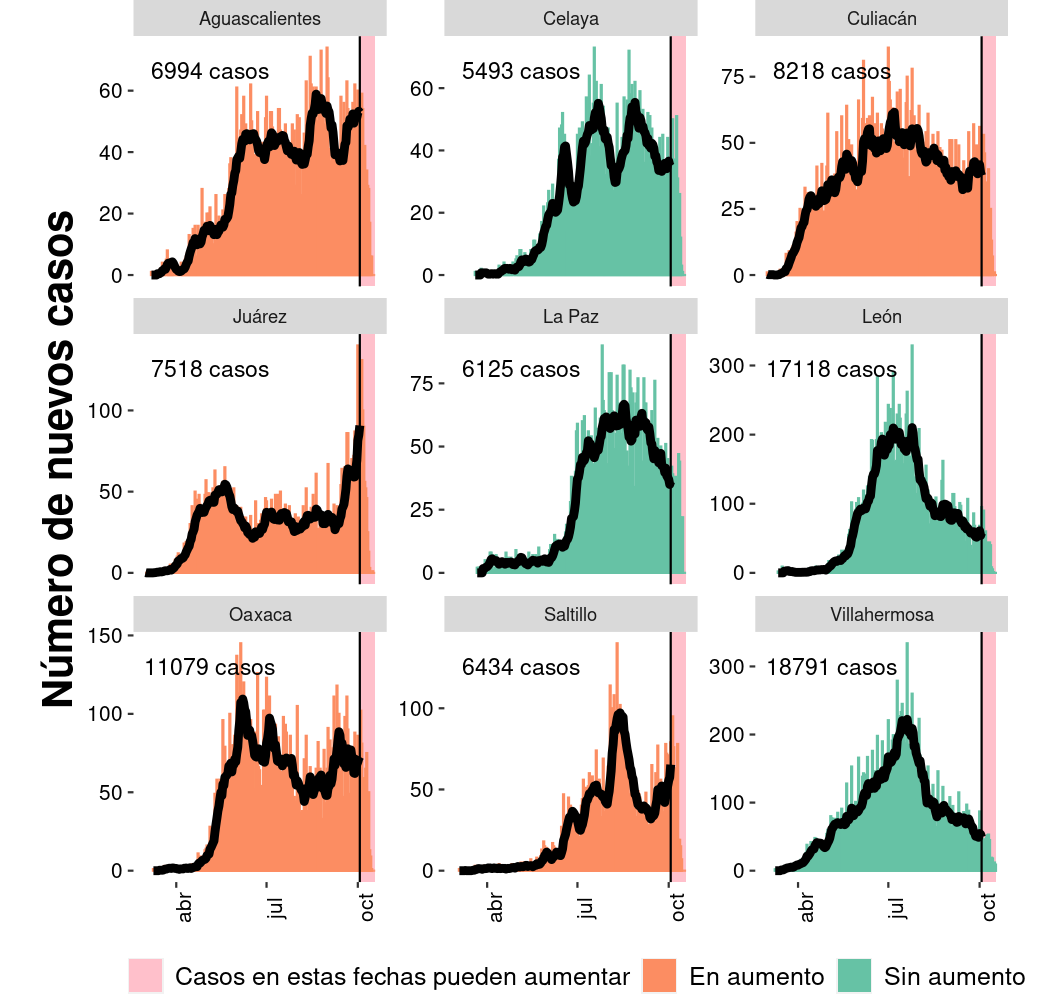 Número de nuevos casos
Aguascalientes
Celaya
Culiacán
6994 casos
5493 casos
8218 casos
60
40
20
0
60
40
20
0
75
50
25
0
Juárez
La Paz
León
7518 casos
6125 casos
17118 casos
100
50
0
75
50
25
0
300
200
100
0
Oaxaca
Saltillo
Villahermosa
11079 casos
6434 casos
18791 casos
150
100
50
0
100
50
0
300
200
100
0
abr
jul
oct
abr
jul
oct
abr
jul
oct
Casos en estas fechas pueden aumentar
En aumento
Sin aumento